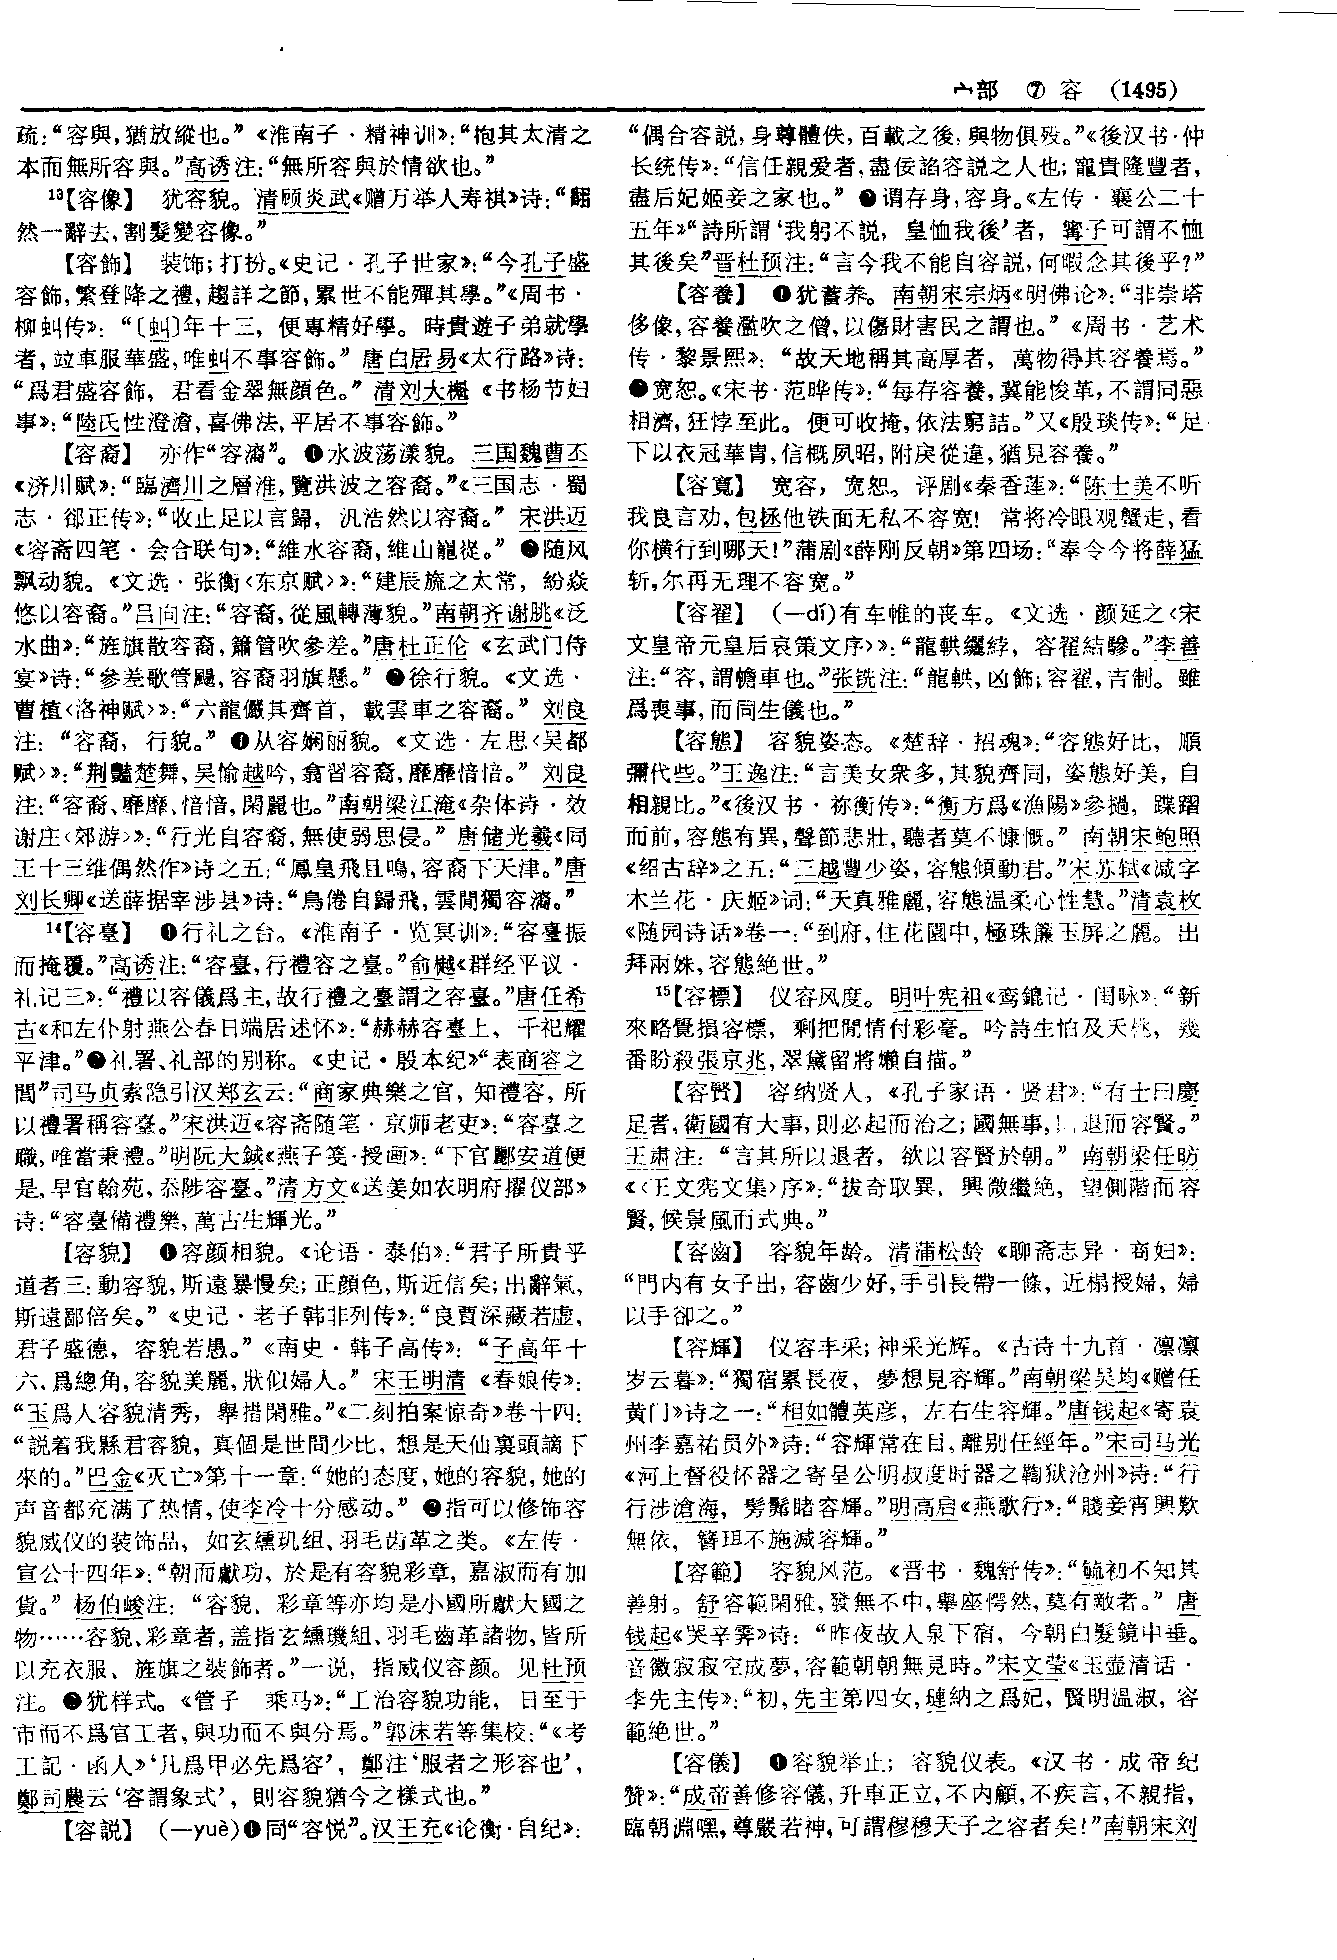 宀部 ⑦ 容 (1495)
疏：“容與，猶放縱也。”《淮南子·精神训》：“抱其太清之
本而無所容與。”高诱注：“無所容與於情欲也。”
13【容像】 犹容貌。清顾炎武《赠万举人寿祺》诗：“翻
然一辭去，割髮變容像。”
【容飾】 装饰；打扮。《史记·孔子世家》：“今孔子盛
容飾，繁登降之禮，趨詳之節，累世不能殫其學。”《周书·
柳虯传》：“〔虯〕年十三，便專精好學。時貴遊子弟就學
者，竝車服華盛，唯虯不事容飾。”唐白居易《太行路》诗：
“爲君盛容飾，君看金翠無顔色。”清刘大櫆《书杨节妇
事》：“陸氏性澄澹，喜佛法，平居不事容飾。”
【容裔】 亦作“容㵝”。❶水波荡漾貌。三国魏曹丕
《济川赋》：“臨濟川之層淮，覽洪波之容裔。”《三国志·蜀
志·郤正传》：“收止足以言歸，汎浩然以容裔。”宋洪迈
《容斋四笔·会合联句》：“維水容裔，維山巃嵸。”❷随风
飘动貌。《文选·张衡〈东京赋〉》：“建辰旒之太常，紛焱
悠以容裔。”吕向注：“容裔，從風轉薄貌。”南朝齐谢朓《泛
水曲》：“旌旗散容裔，簫管吹參差。”唐杜正伦《玄武门侍
宴》诗：“參差歌管颺，容裔羽旗懸。”❸徐行貌。《文选·
曹植〈洛神赋〉》：“六龍儼其齊首，載雲車之容裔。”刘良
注：“容裔，行貌。”❹从容娴丽貌。《文选·左思〈吴都
赋〉》：“荆豔楚舞，吴愉越吟，翕習容裔，靡靡愔愔。”刘良
注：“容裔、靡靡、愔愔，閑麗也。”南朝梁江淹《杂体诗·效
谢庄〈郊游〉》：“行光自容裔，無使弱思侵。”唐储光羲《同
王十三维偶然作》诗之五：“鳳皇飛且鳴，容裔下天津。”唐
刘长卿《送薛据宰涉县》诗：“鳥倦自歸飛，雲閒獨容㵝。”
14【容臺】 ❶行礼之台。《淮南子·览冥训》：“容臺振
而掩覆。”高诱注：“容臺，行禮容之臺。”俞樾《群经平议·
礼记三》：“禮以容儀爲主，故行禮之臺謂之容臺。”唐任希
古《和左仆射燕公春日端居述怀》：“赫赫容臺上，千祀耀
平津。”❷礼署、礼部的别称。《史记·殷本纪》“表商容之
閭”司马贞索隐引汉郑玄云：“商家典樂之官，知禮容，所
以禮署稱容臺。”宋洪迈《容斋随笔·京师老吏》：“容臺之
職，唯當秉禮。”明阮大鋮《燕子笺·授画》：“下官酈安道便
是，早官翰苑，忝陟容臺。”清方文《送姜如农明府擢仪部》
诗：“容臺備禮樂，萬古生輝光。”
【容貌】 ❶容颜相貌。《论语·泰伯》：“君子所貴乎
道者三：動容貌，斯遠暴慢矣；正顔色，斯近信矣；出辭氣，
斯遠鄙倍矣。”《史记·老子韩非列传》：“良賈深藏若虚，
君子盛德，容貌若愚。”《南史·韩子高传》：“子高年十
六，爲總角，容貌美麗，狀似婦人。”宋王明清《春娘传》：
“玉爲人容貌清秀，舉措閑雅。”《二刻拍案惊奇》卷十四：
“説着我縣君容貌，真個是世間少比，想是天仙裏頭謫下
來的。”巴金《灭亡》第十一章：“她的态度，她的容貌，她的
声音都充满了热情，使李冷十分感动。”❷指可以修饰容
貌威仪的装饰品，如玄纁玑组、羽毛齿革之类。《左传·
宣公十四年》：“朝而獻功，於是有容貌彩章，嘉淑而有加
貨。”杨伯峻注：“容貌、彩章等亦均是小國所獻大國之
物……容貌、彩章者，盖指玄纁璣組、羽毛齒革諸物，皆所
以充衣服、旌旗之裝飾者。”一说，指威仪容颜。见杜预
注。❸犹样式。《管子 乘马》：“工治容貌功能，日至于
市而不爲官工者，與功而不與分焉。”郭沫若等集校：“《考
工記·函人》‘凡爲甲必先爲容’，鄭注‘服者之形容也’，
鄭司農云‘容謂象式’，則容貌猶今之樣式也。”
【容説】 （—yuè）❶同“容悦”。汉王充《论衡·自纪》：
“偶合容説，身尊體佚，百載之後，與物俱殁。”《後汉书·仲
长统传》：“信任親爱者，盡佞諂容説之人也；寵貴隆豐者，
盡后妃姬妾之家也。”❷谓存身，容身。《左传·襄公二十
五年》“詩所謂‘我躬不説，皇恤我後’者，甯子可謂不恤
其後矣”晋杜预注：“言今我不能自容説，何暇念其後乎？”
【容養】 ❶犹蓄养。南朝宋宗炳《明佛论》：“非崇塔
侈像，容養濫吹之僧，以傷財害民之謂也。”《周书·艺术
传·黎景熙》：“故天地稱其高厚者，萬物得其容養焉。”
❷宽恕。《宋书·范晔传》：“每存容養，冀能悛革，不謂同惡
相濟，狂悖至此。便可收掩，依法窮詰。”又《殷琰传》：“足
下以衣冠華胄，信概夙昭，附戾從違，猶見容養。”
【容寬】 宽容，宽恕。评剧《秦香莲》：“陈士美不听
我良言劝，包拯他铁面无私不容宽！常将冷眼观蟹走，看
你横行到哪天！”蒲剧《薛刚反朝》第四场：“奉令今将薛猛
斩，尔再无理不容宽。”
【容翟】 （—dí）有车帷的丧车。《文选·颜延之〈宋
文皇帝元皇后哀策文序〉》：“龍輁纚綍，容翟結驂。”李善
注：“容，謂幨車也。”张铣注：“龍輁，凶飾；容翟，吉制。雖
爲喪事，而同生儀也。”
【容態】 容貌姿态。《楚辞·招魂》：“容態好比，順
彌代些。”王逸注：“言美女衆多，其貌齊同，姿態好美，自
相親比。”《後汉书·祢衡传》：“衡方爲《漁陽》參撾，蹀䠧
而前，容態有異，聲節悲壯，聽者莫不慷慨。”南朝宋鲍照
《绍古辞》之五：“三越豐少姿，容態傾動君。”宋苏轼《减字
木兰花·庆姬》词：“天真雅麗，容態温柔心性慧。”清袁枚
《随园诗话》卷一：“到府，住花園中，極珠簾玉屏之麗。出
拜兩姝，容態絶世。”
15【容標】 仪容风度。明叶宪祖《鸾鎞记·闺咏》：“新
來略覺損容標，剩把閒情付彩毫。吟詩生怕及夭桃，幾
番盼殺張京兆，翠黛留將嬾自描。”
【容賢】 容纳贤人，《孔子家语·贤君》：“有士曰慶
足者，衛國有大事，則必起而治之；國無事，則退而容賢。”
王肃注：“言其所以退者，欲以容賢於朝。”南朝梁任昉
《〈王文宪文集〉序》：“拔奇取異，興微繼絶，望側階而容
賢，候景風而式典。”
【容齒】 容貌年龄。清蒲松龄《聊斋志异·商妇》：
“門内有女子出，容齒少好，手引長帶一條，近榻授婦，婦
以手卻之。”
【容輝】 仪容丰采；神采光辉。《古诗十九首·凛凛
岁云暮》：“獨宿累長夜，夢想見容輝。”南朝梁吴均《赠任
黄门》诗之一：“相如體英彦，左右生容輝。”唐钱起《寄袁
州李嘉祐员外》诗：“容輝常在目，離别任經年。”宋司马光
《河上督役怀器之寄呈公明叔度时器之鞫狱沧州》诗：“行
行涉滄海，髣髴睹容輝。”明高启《燕歌行》：“賤妾宵興歎
無依，簪珥不施減容輝。”
【容範】 容貌风范。《晋书·魏舒传》：“毓初不知其
善射。舒容範閑雅，發無不中，舉座愕然，莫有敵者。”唐
钱起《哭辛霁》诗：“昨夜故人泉下宿，今朝白髮鏡中垂。
音徽寂寂空成夢，容範朝朝無見時。”宋文莹《玉壶清话·
李先主传》：“初，先主第四女，璉納之爲妃，賢明温淑，容
範絶世。”
【容儀】 ❶容貌举止；容貌仪表。《汉书·成帝纪
赞》：“成帝善修容儀，升車正立，不内顧，不疾言，不親指，
臨朝淵嘿，尊嚴若神，可謂穆穆天子之容者矣！”南朝宋刘